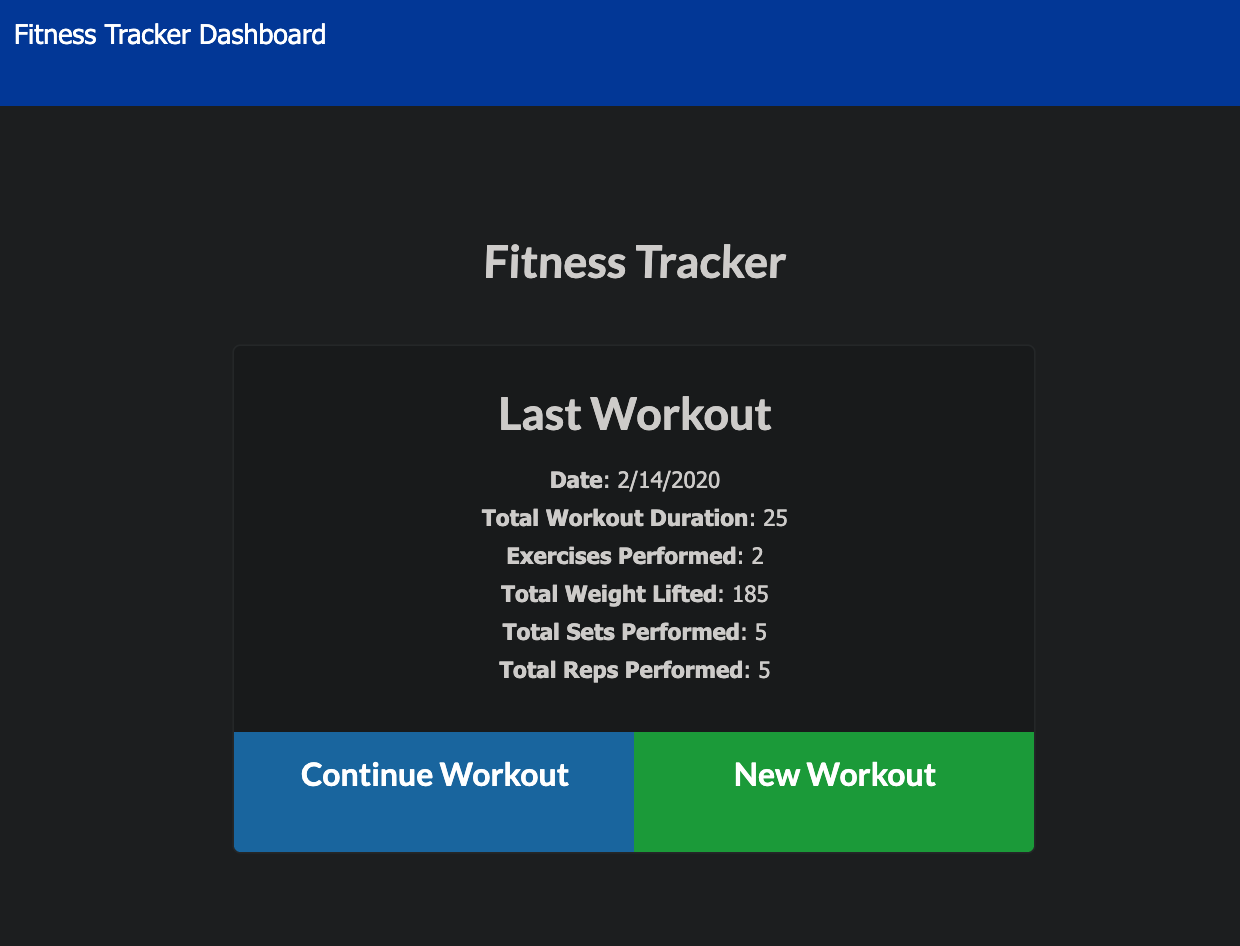 Fitness Tracker Dashboard
Fitness Tracker
Last Workout
Date: 2/14/2020
Total Workout Duration: 25
Exercises Performed: 2
Total Weight Lifted: 185
Total Sets Performed: 5
Total Reps Performed: 5
Continue Workout
New Workout